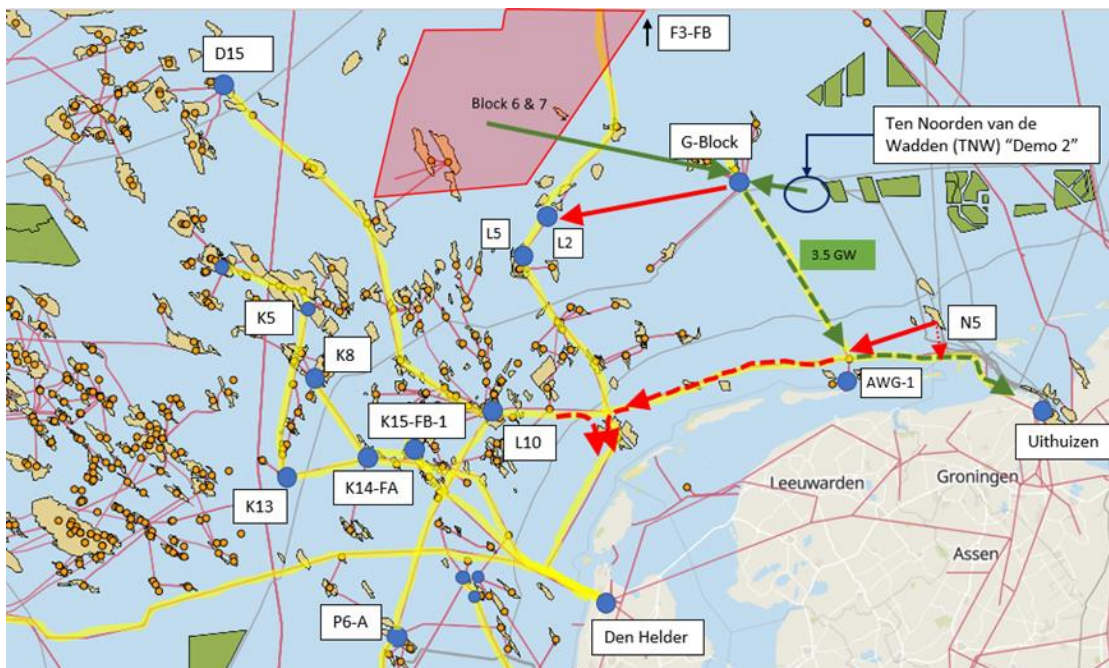 F3-FB
D15
Block 6 & 7
G-Block
Ten Noorden van de
Wadden (TNW) "Demo 2"
L5
L2
3.5 GW
K5
N5
K8
AWG-1
K15-FB-1
L10
Uithuizen
K14-FA
K13
Leeuwarden
Groningen
Assen
P6-A
Den Helder